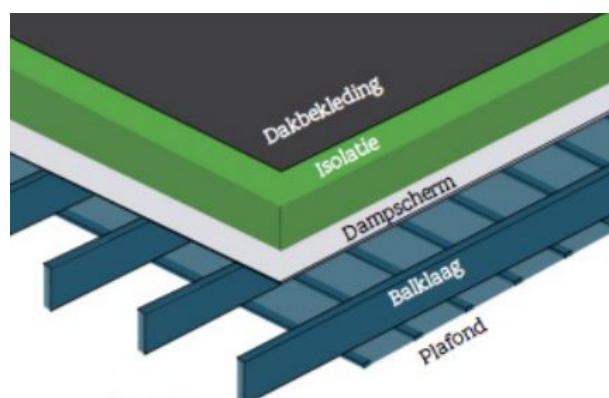 Dakbekleding
Isolatie
Dampscherm
Balklaag
Plafond